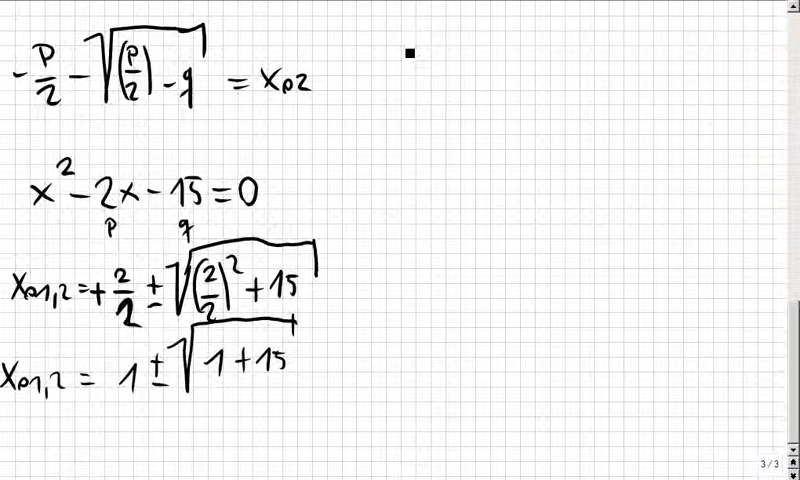 -p/2 - √((p/2) - q) = x02
x² - 2x - 15 = 0
p q
x01,2 = + 2/2 ± √((2/2)² + 15)
x01,2 = 1 ± √(1 + 15)
3/3